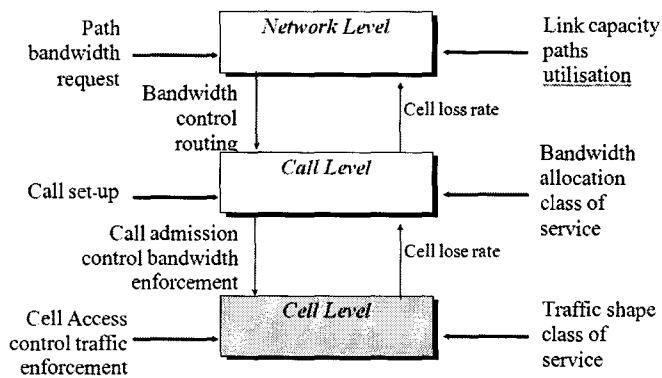 Path
bandwidth
request
Network Level
Link capacity
paths
utilisation
Bandwidth
control
routing
Cell loss rate
Call set-up
Call Level
Bandwidth
allocation
class of
service
Call admission
control bandwidth
enforcement
Cell lose rate
Cell Access
control traffic
enforcement
Cell Level
Traffic shape
class of
service